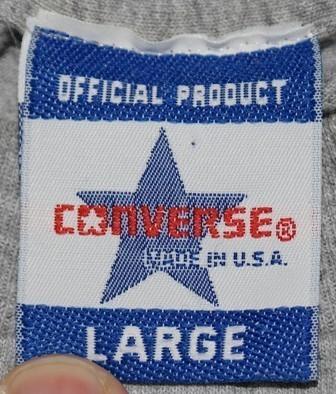 OFFICIAL PRODUCT
CONVERSE®
MADE IN U.S.A.
LARGE